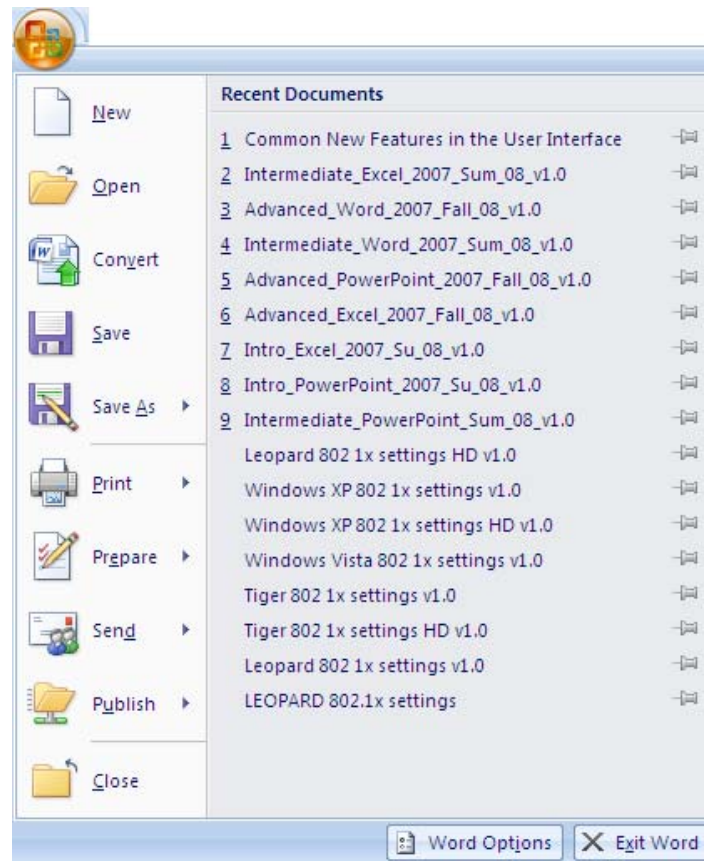 New
Open
Convert
Save
Save As
Print
Prepare
Send
Publish
Close
Recent Documents
1 Common New Features in the User Interface
2 Intermediate_Excel_2007_Sum_08_v1.0
3 Advanced_Word_2007_Fall_08_v1.0
4 Intermediate_Word_2007_Sum_08_v1.0
5 Advanced_PowerPoint_2007_Fall_08_v1.0
6 Advanced_Excel_2007_Fall_08_v1.0
7 Intro_Excel_2007_Su_08_v1.0
8 Intro_PowerPoint_2007_Su_08_v1.0
9 Intermediate_PowerPoint_Sum_08_v1.0
Leopard 802 1x settings HD v1.0
Windows XP 802 1x settings v1.0
Windows XP 802 1x settings HD v1.0
Windows Vista 802 1x settings v1.0
Tiger 802 1x settings v1.0
Tiger 802 1x settings HD v1.0
Leopard 802 1x settings v1.0
LEOPARD 802.1x settings
Word Options
Exit Word